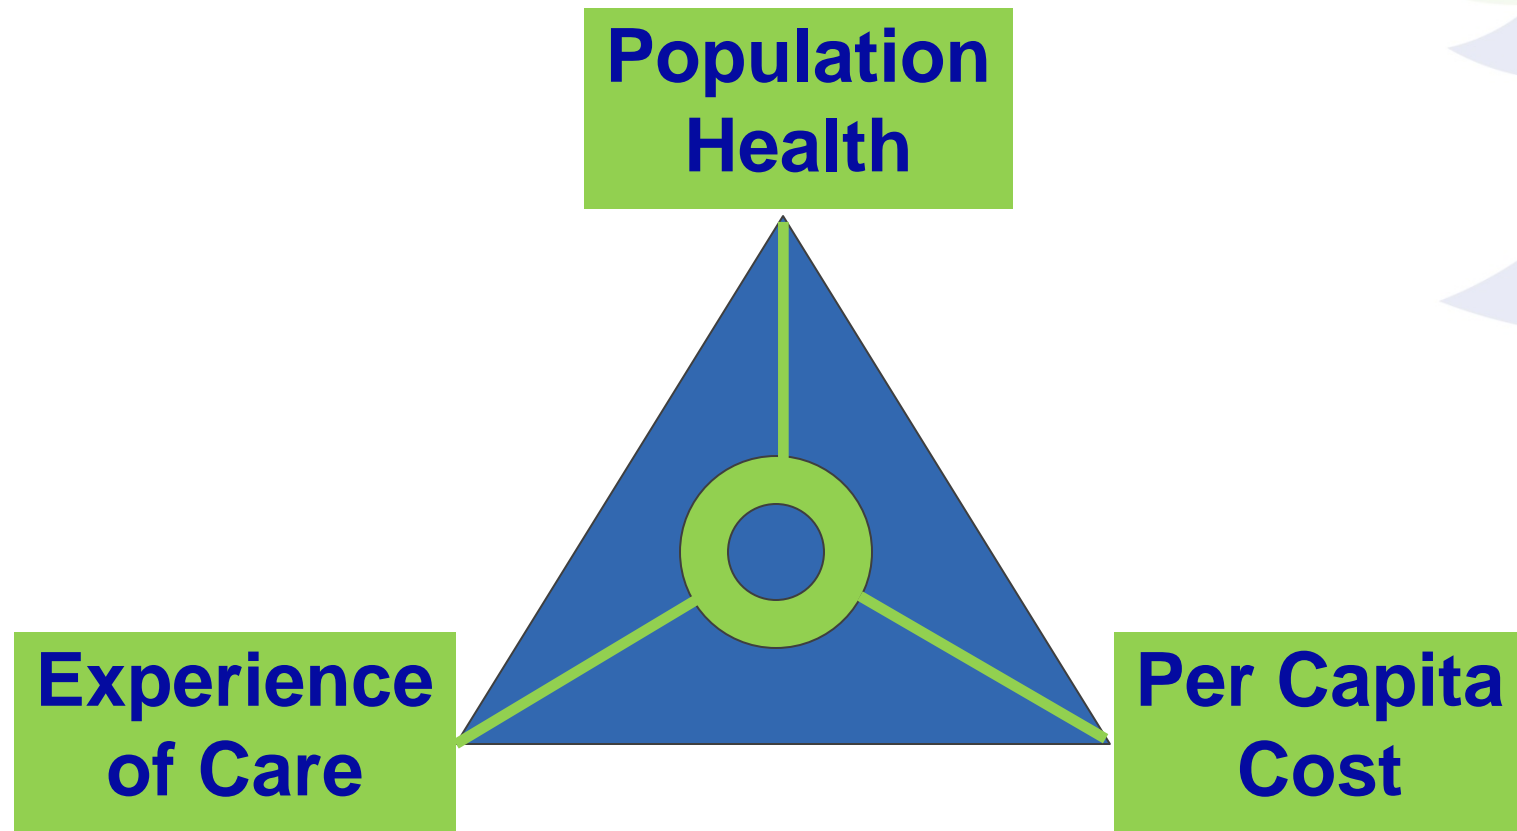 Population
Health
Experience
of Care
Per Capita
Cost